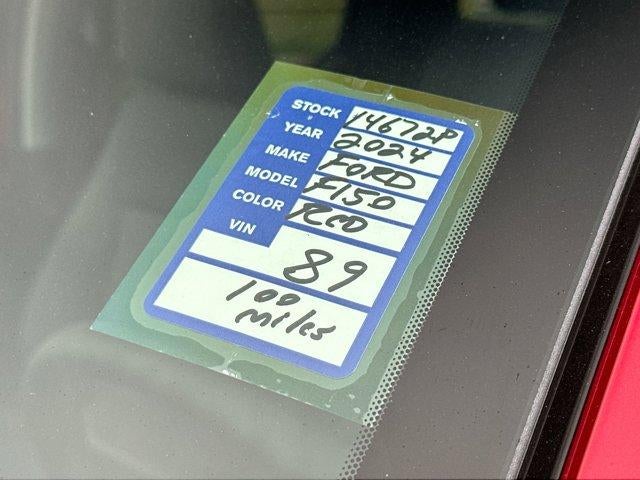 STOCK 14672P
YEAR 2024
MAKE FORD
MODEL F150
COLOR RED
VIN
89
100
miles